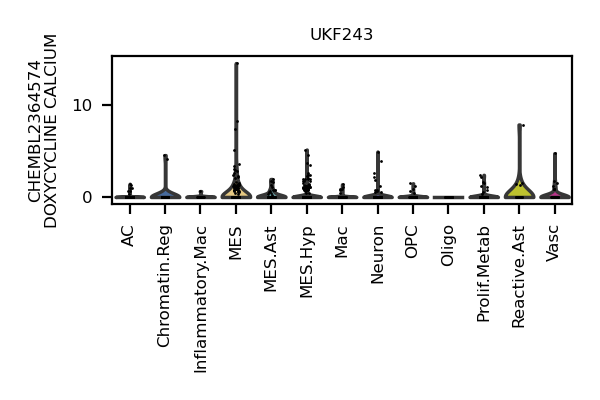 UKF243
CHEMBL2364574
DOXYCYCLINE CALCIUM
10
0
AC
Chromatin.Reg
Inflammatory.Mac
MES
MES.Ast
MES.Hyp
Mac
Neuron
OPC
Oligo
Prolif.Metab
Reactive.Ast
Vasc